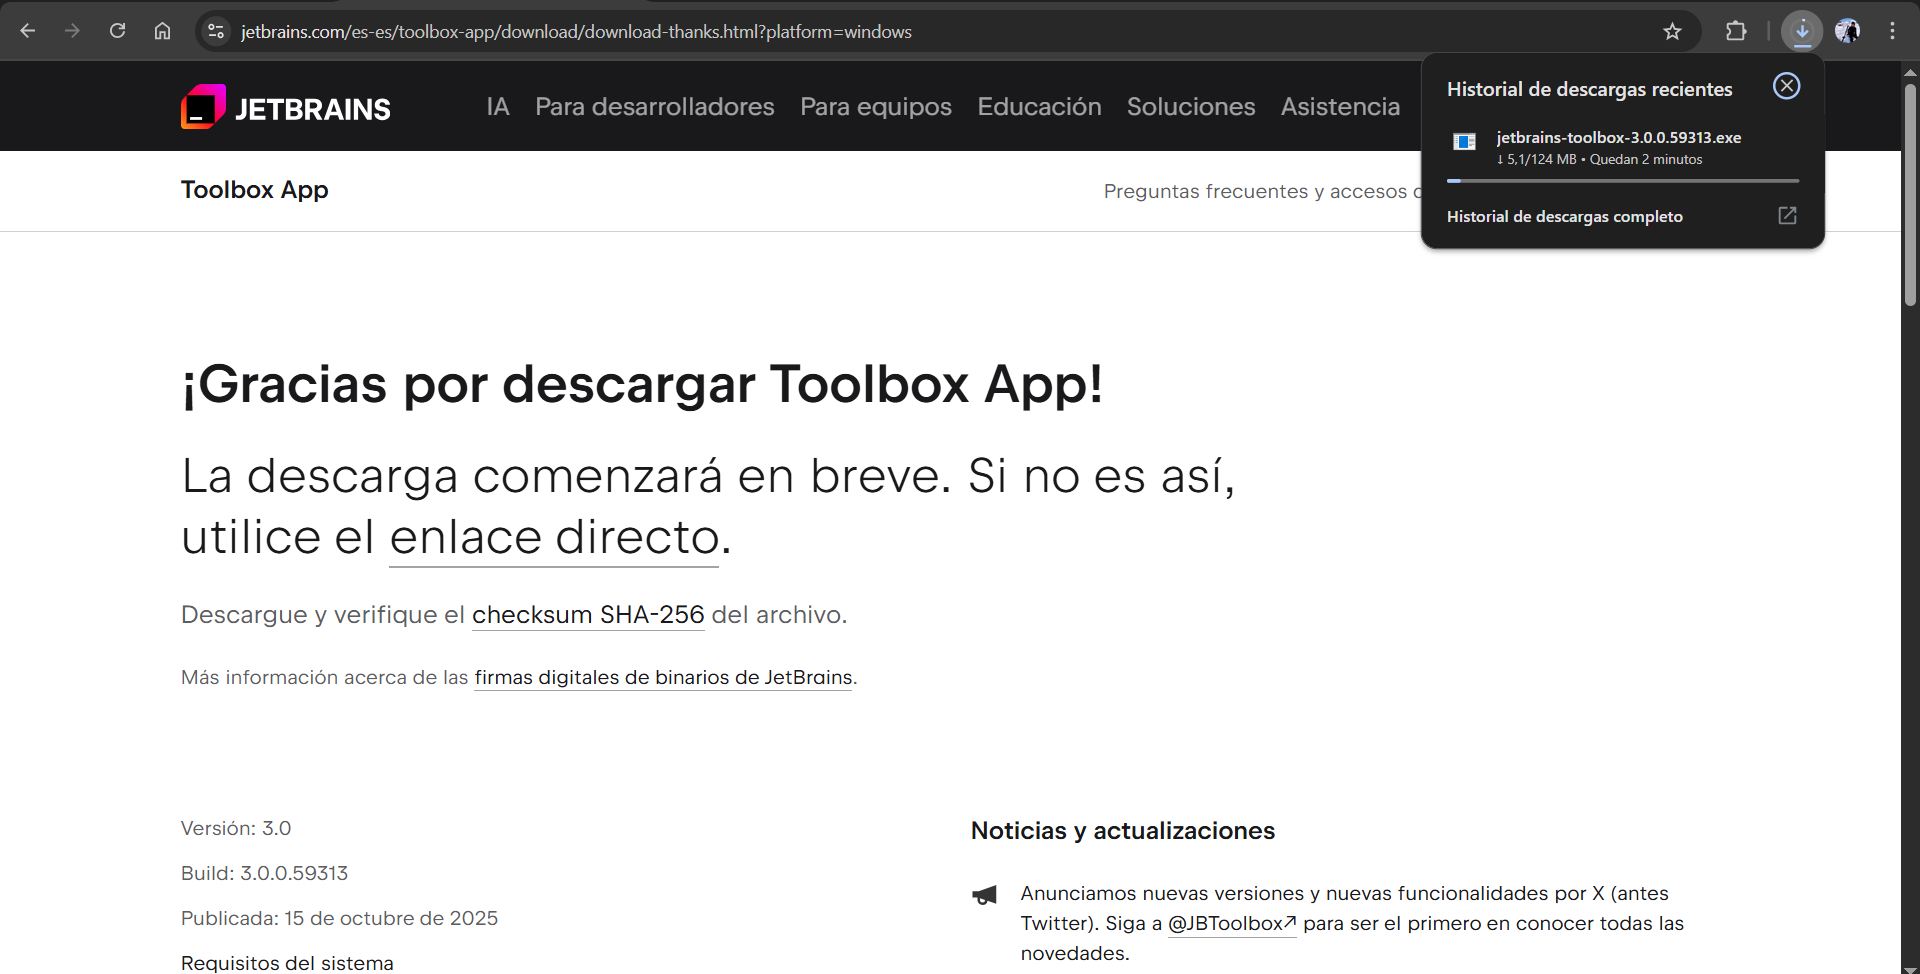 jetbrains.com/es-es/toolbox-app/download/download-thanks.html?platform=windows
JETBRAINS
IA Para desarrolladores Para equipos Educación Soluciones Asistencia
Historial de descargas recientes
jetbrains-toolbox-3.0.0.59313.exe
↓ 5,1/124 MB • Quedan 2 minutos
Historial de descargas completo
Toolbox App
Preguntas frecuentes y accesos
¡Gracias por descargar Toolbox App!
La descarga comenzará en breve. Si no es así,
utilice el enlace directo.
Descargue y verifique el checksum SHA-256 del archivo.
Más información acerca de las firmas digitales de binarios de JetBrains.
Versión: 3.0
Build: 3.0.0.59313
Publicada: 15 de octubre de 2025
Requisitos del sistema
Noticias y actualizaciones
Anunciamos nuevas versiones y nuevas funcionalidades por X (antes
Twitter). Siga a @JBToolbox↗ para ser el primero en conocer todas las
novedades.